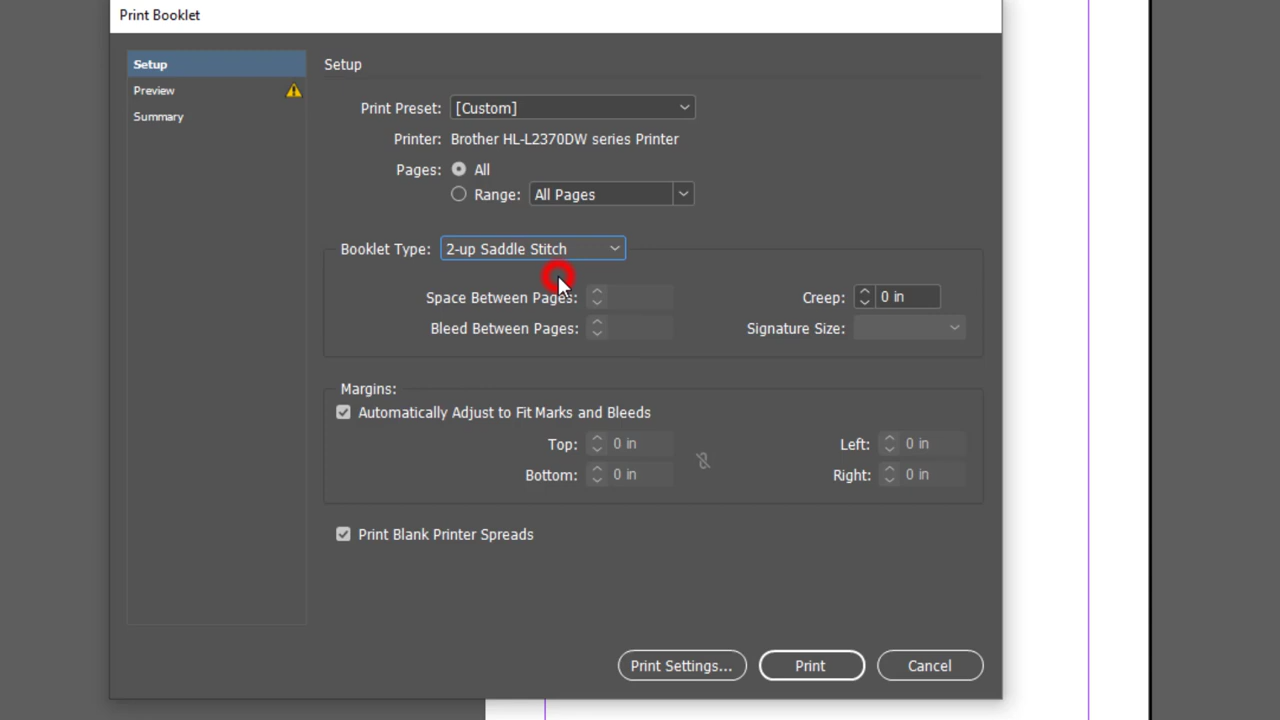 Print Booklet
Setup
Preview
Summary
Setup
Print Preset: [Custom]
Printer: Brother HL-L2370DW series Printer
Pages: All
Range: All Pages
Booklet Type: 2-up Saddle Stitch
Space Between Pages: Creep: 0 in
Bleed Between Pages: Signature Size:
Margins:
Automatically Adjust to Fit Marks and Bleeds
Top: 0 in Left: 0 in
Bottom: 0 in Right: 0 in
Print Blank Printer Spreads
Print Settings... Print Cancel